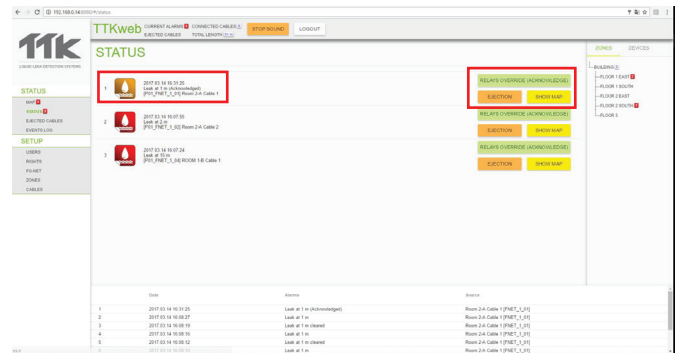 192.168.0.14:8080/#/status
TTK
LIQUID LEAK DETECTION SYSTEMS
TTKweb
CURRENT ALARMS CONNECTED CABLES
EJECTED CABLES TOTAL LENGTH
STOP SOUND
LOGOUT
STATUS
MAP
STATUS
EJECTED CABLES
EVENTS LOG
SETUP
USERS
RIGHTS
FG-NET
ZONES
CABLES
STATUS
1
2017 03 14 16:31:25
Leak at 1 m (Acknowledged)
[P01_FNET_1_01] Room 2-A Cable 1
RELAYS OVERRIDE (ACKNOWLEDGE)
EJECTION
SHOW MAP
2
2017 03 14 16:07:55
Leak at 2 m
[P01_FNET_1_02] Room 2-A Cable 2
RELAYS OVERRIDE (ACKNOWLEDGE)
EJECTION
SHOW MAP
3
2017 03 14 16:07:24
Leak at 15 m
[P01_FNET_1_04] ROOM 1-B Cable 1
RELAYS OVERRIDE (ACKNOWLEDGE)
EJECTION
SHOW MAP
ZONES
DEVICES
BUILDING
FLOOR 1 EAST
FLOOR 1 SOUTH
FLOOR 2 EAST
FLOOR 2 SOUTH
FLOOR 3
Date Alarms Source
1 2017 03 14 16:31:25 Leak at 1 m (Acknowledged) Room 2-A Cable 1 [FNET_1_01]
2 2017 03 14 16:08:27 Leak at 1 m Room 2-A Cable 1 [FNET_1_01]
3 2017 03 14 16:08:19 Leak at 1 m cleared Room 2-A Cable 1 [FNET_1_01]
4 2017 03 14 16:08:16 Leak at 1 m Room 2-A Cable 1 [FNET_1_01]
5 2017 03 14 16:08:12 Leak at 1 m cleared Room 2-A Cable 1 [FNET_1_01]
Leak at 1 m Room 2-A Cable 1 [FNET_1_01]